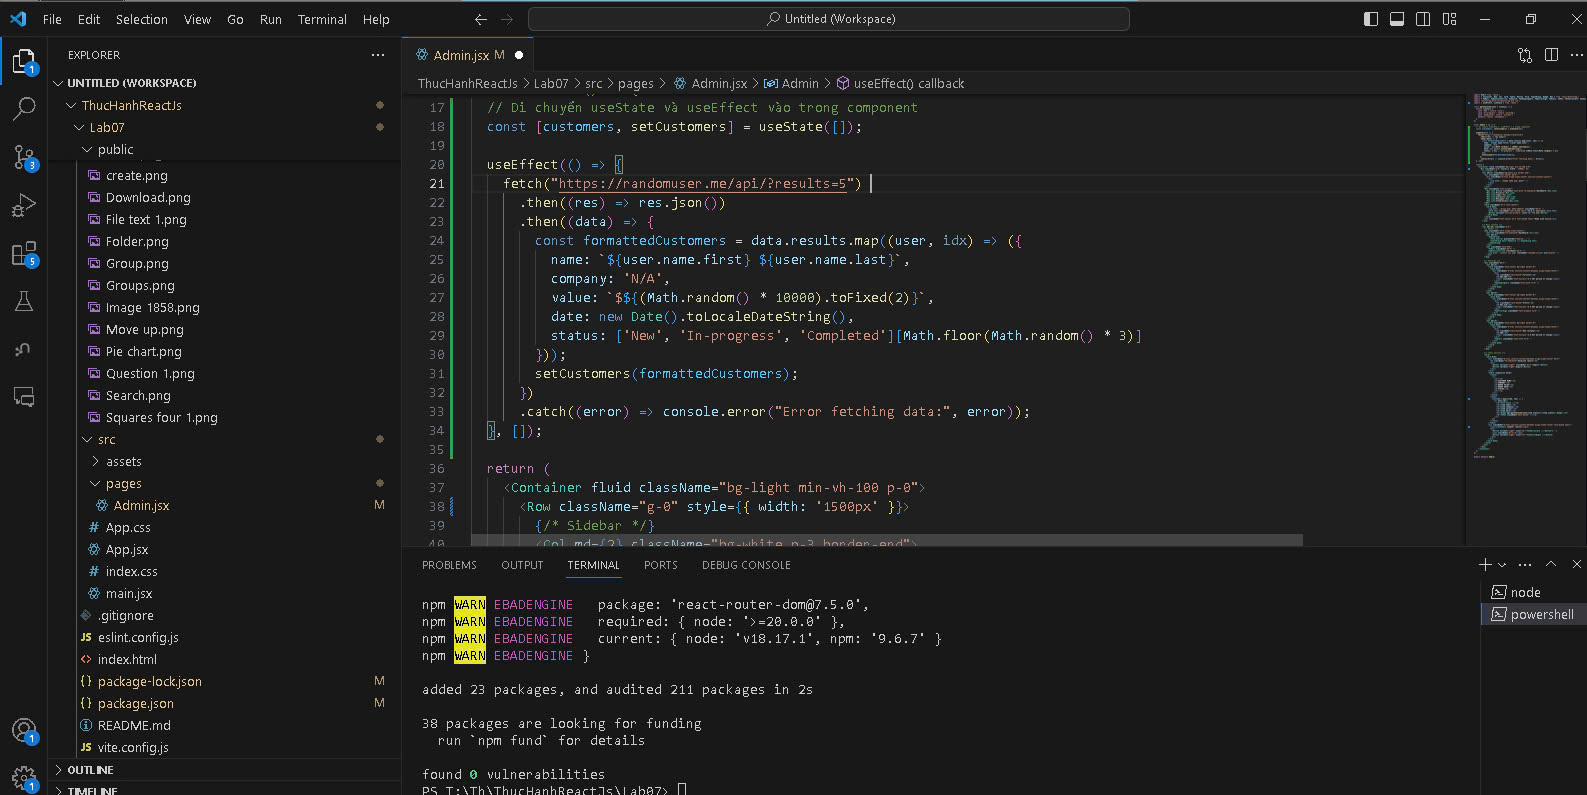 File Edit Selection View Go Run Terminal Help
Untitled (Workspace)
EXPLORER
UNTITLED (WORKSPACE)
ThucHanhReactJs
Lab07
public
create.png
Download.png
File text 1.png
Folder.png
Group.png
Groups.png
Image 1858.png
Move up.png
Pie chart.png
Question 1.png
Search.png
Squares four 1.png
src
assets
pages
Admin.jsx M
App.css
App.jsx
index.css
main.jsx
.gitignore
eslint.config.js
index.html
package-lock.json M
package.json M
README.md
vite.config.js
OUTLINE
TIMELINE
1
3
5
1
1
Admin.jsx M
ThucHanhReactJs > Lab07 > src > pages > Admin.jsx > Admin > useEffect() callback
17 // Di chuyển useState và useEffect vào trong component
18 const [customers, setCustomers] = useState([]);
19
20 useEffect(() => {
21 fetch("https://randomuser.me/api/?results=5")
22 .then((res) => res.json())
23 .then((data) => {
24 const formattedCustomers = data.results.map((user, idx) => ({
25 name: `${user.name.first} ${user.name.last}`,
26 company: 'N/A',
27 value: `$${(Math.random() * 10000).toFixed(2)}`,
28 date: new Date().toLocaleDateString(),
29 status: ['New', 'In-progress', 'Completed'][Math.floor(Math.random() * 3)]
30 }));
31 setCustomers(formattedCustomers);
32 })
33 .catch((error) => console.error("Error fetching data:", error));
34 }, []);
35
36 return (
37 <Container fluid className="bg-light min-vh-100 p-0">
38 <Row className="g-0" style={{ width: '1500px' }}>
39 {/* Sidebar */}
40 <Col md={2} className="bg-white p-3 border-end">
PROBLEMS OUTPUT TERMINAL PORTS DEBUG CONSOLE
npm WARN EBADENGINE package: 'react-router-dom@7.5.0',
npm WARN EBADENGINE required: { node: '>=20.0.0' },
npm WARN EBADENGINE current: { node: 'v18.17.1', npm: '9.6.7' }
npm WARN EBADENGINE }
added 23 packages, and audited 211 packages in 2s
38 packages are looking for funding
run `npm fund` for details
found 0 vulnerabilities
PS T:\Th\ThucHanhReactJs\Lab07>
node
powershell